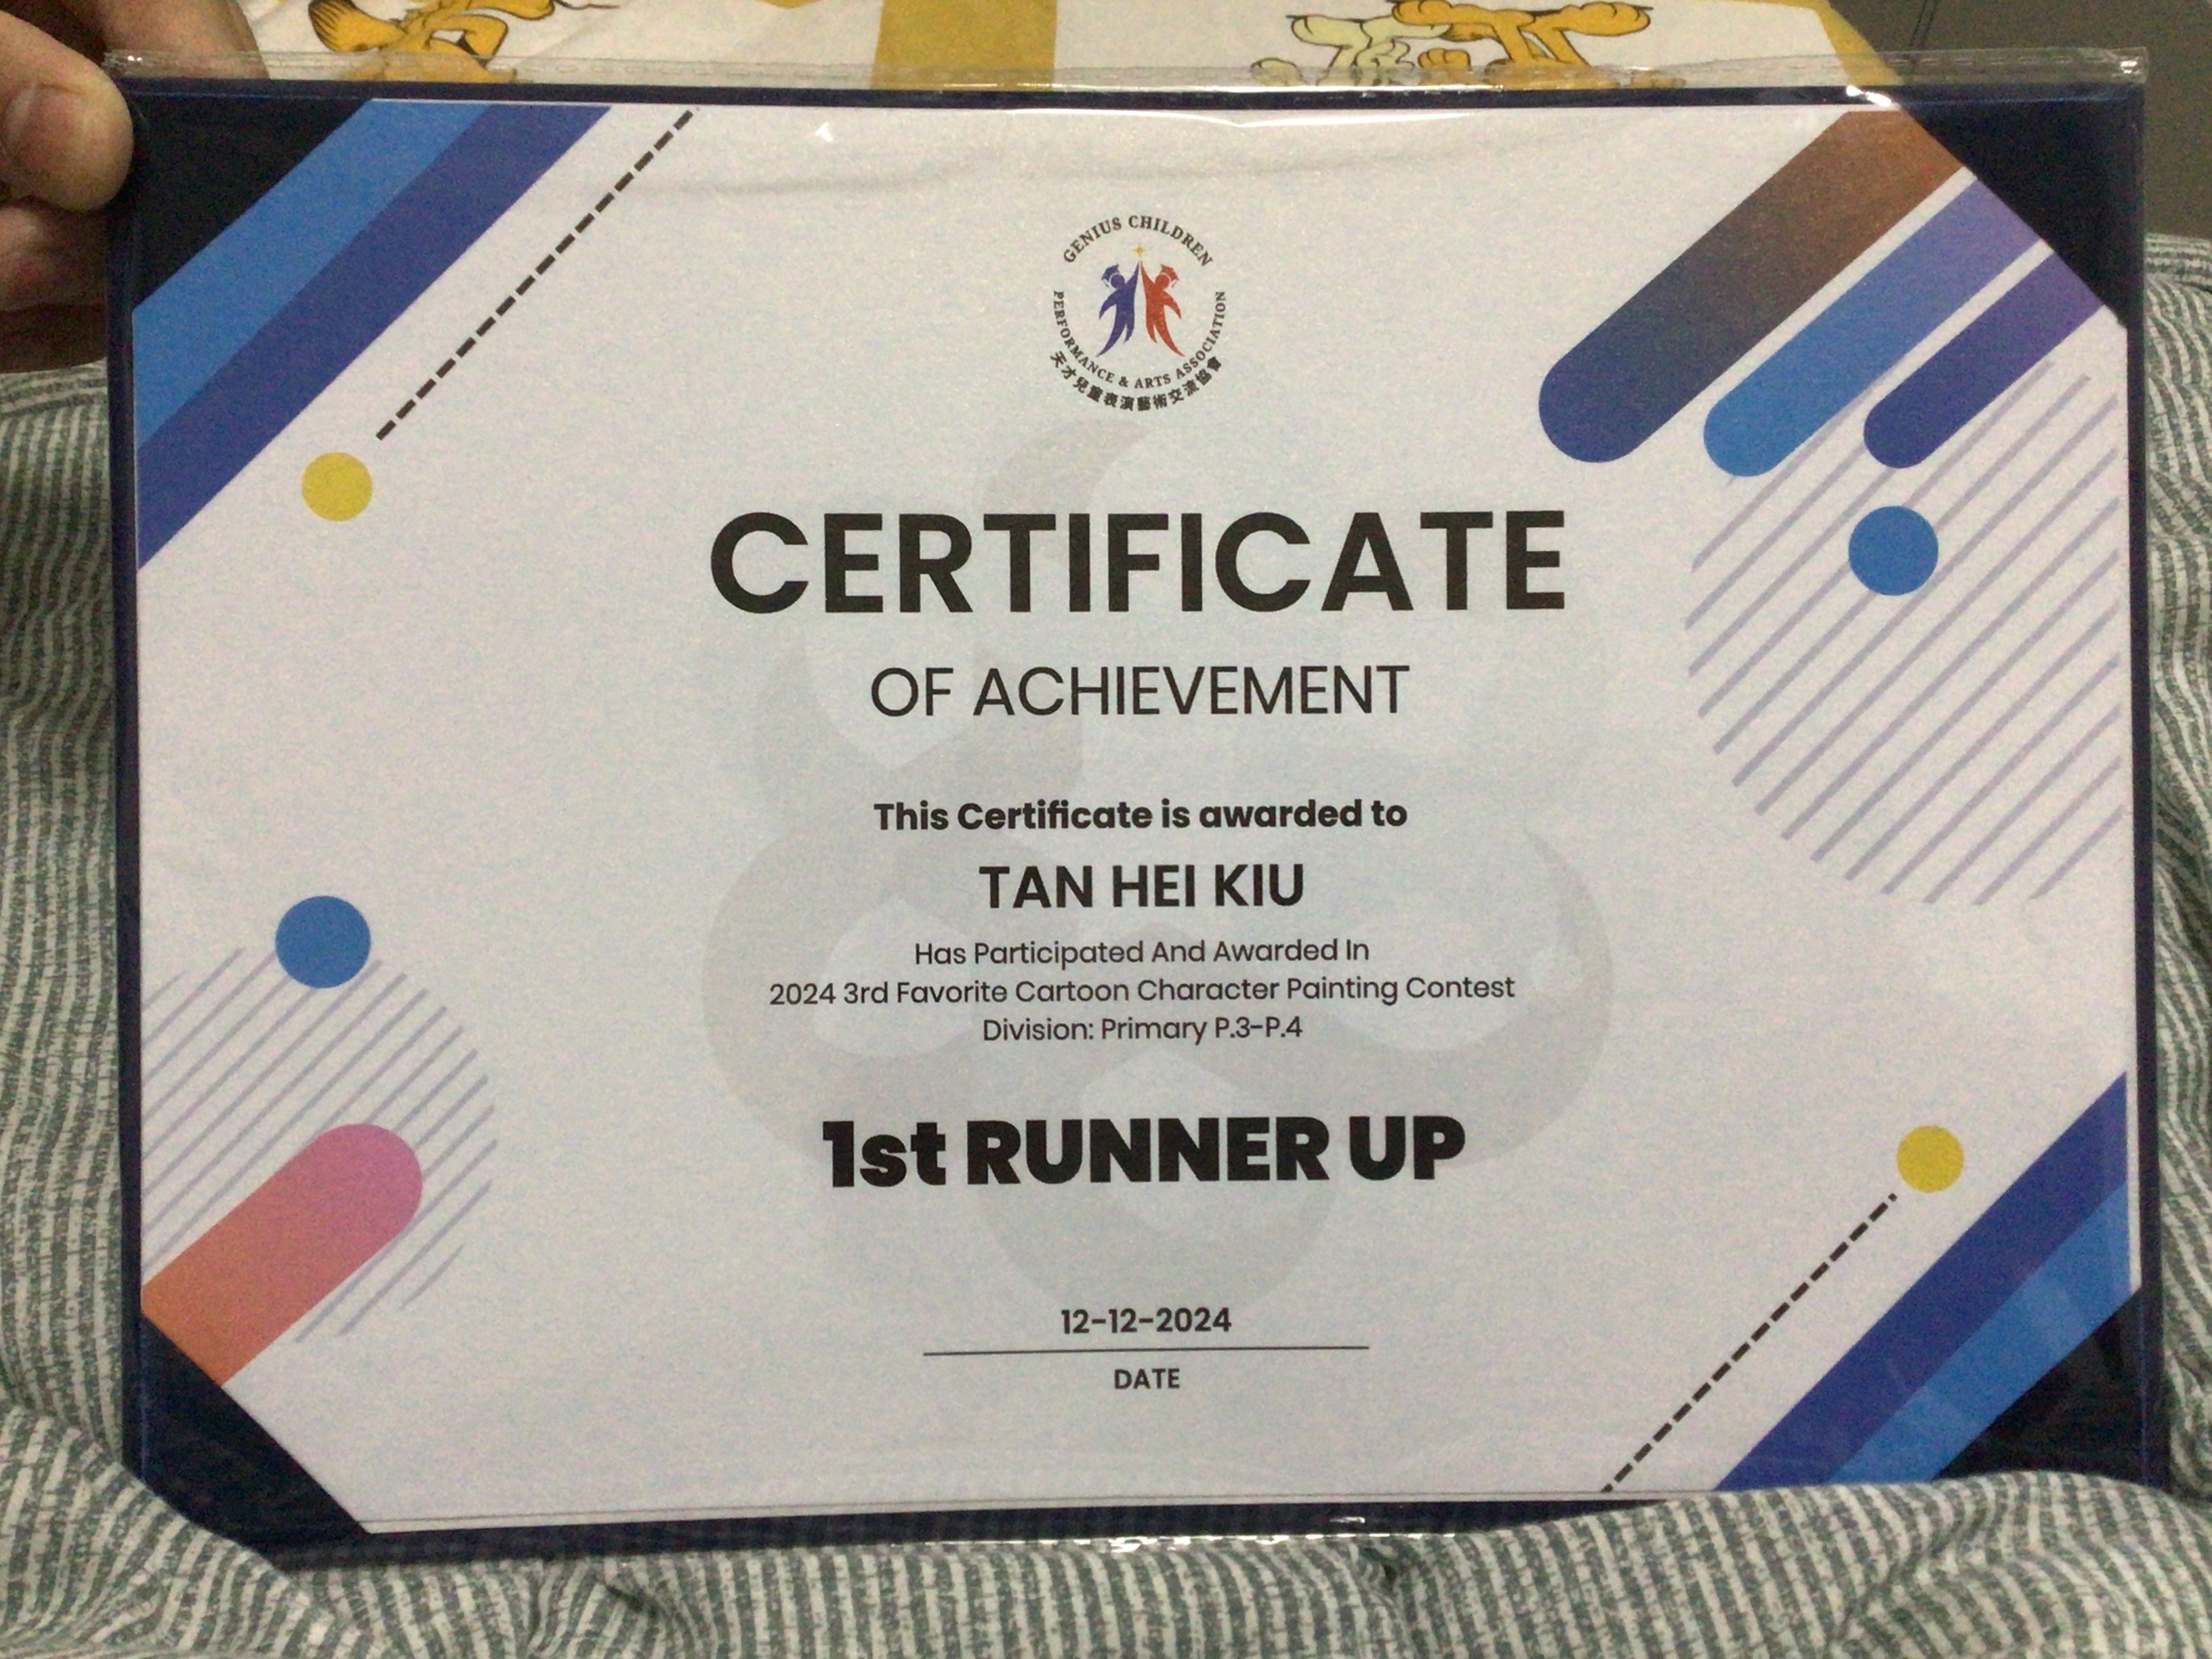 GENIUS CHILDREN
PERFORMANCE & ARTS ASSOCIATION
天才兒童表演藝術交流協會
CERTIFICATE
OF ACHIEVEMENT
This Certificate is awarded to
TAN HEI KIU
Has Participated And Awarded In
2024 3rd Favorite Cartoon Character Painting Contest
Division: Primary P.3-P.4
1st RUNNER UP
12-12-2024
DATE